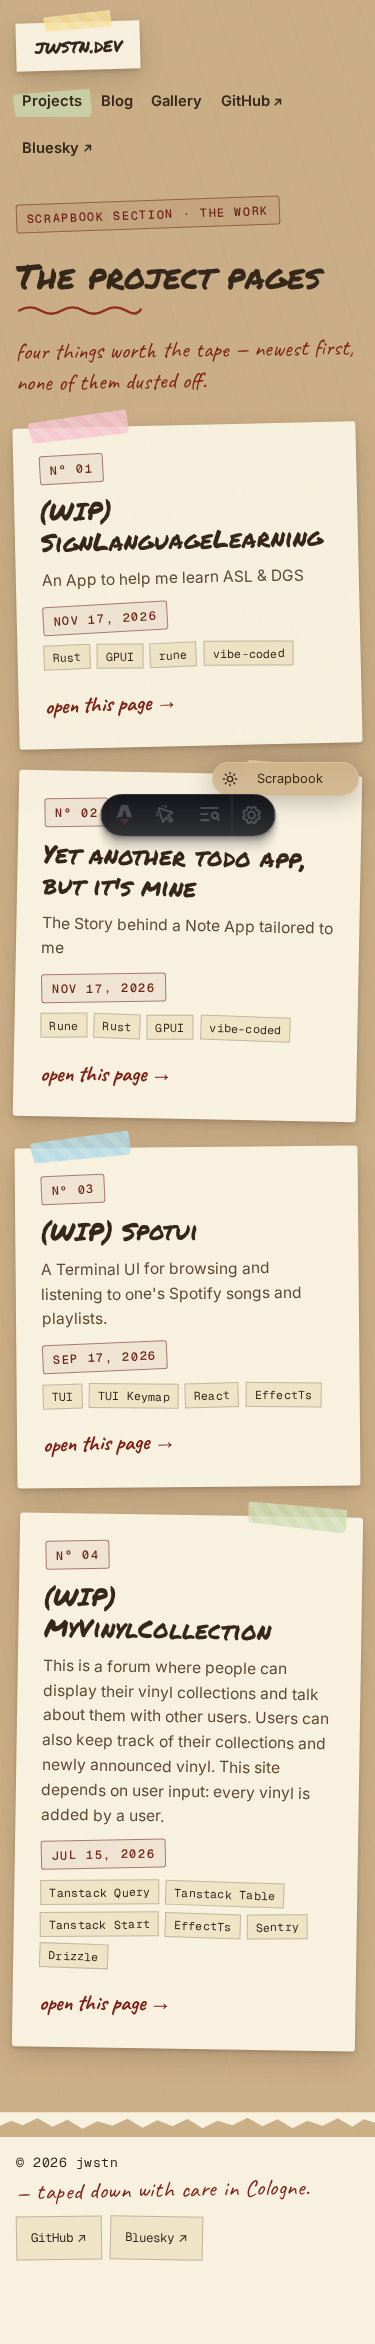 JWSTN.DEV
Projects Blog Gallery GitHub ↗
Bluesky ↗
SCRAPBOOK SECTION · THE WORK
The project pages
four things worth the tape — newest first,
none of them dusted off.
Nº 01
(WIP)
SignLanguageLearning
An App to help me learn ASL & DGS
NOV 17, 2026
Rust GPUI rune vibe-coded
open this page →
Scrapbook
Nº 02
Yet another todo app,
but it's mine
The Story behind a Note App tailored to
me
NOV 17, 2026
Rune Rust GPUI vibe-coded
open this page →
Nº 03
(WIP) Spotui
A Terminal UI for browsing and
listening to one's Spotify songs and
playlists.
SEP 17, 2026
TUI TUI Keymap React EffectTs
open this page →
Nº 04
(WIP)
MyVinylCollection
This is a forum where people can
display their vinyl collections and talk
about them with other users. Users can
also keep track of their collections and
newly announced vinyl. This site
depends on user input: every vinyl is
added by a user.
JUL 15, 2026
Tanstack Query Tanstack Table
Tanstack Start EffectTs Sentry
Drizzle
open this page →
© 2026 jwstn
— taped down with care in Cologne.
GitHub ↗ Bluesky ↗